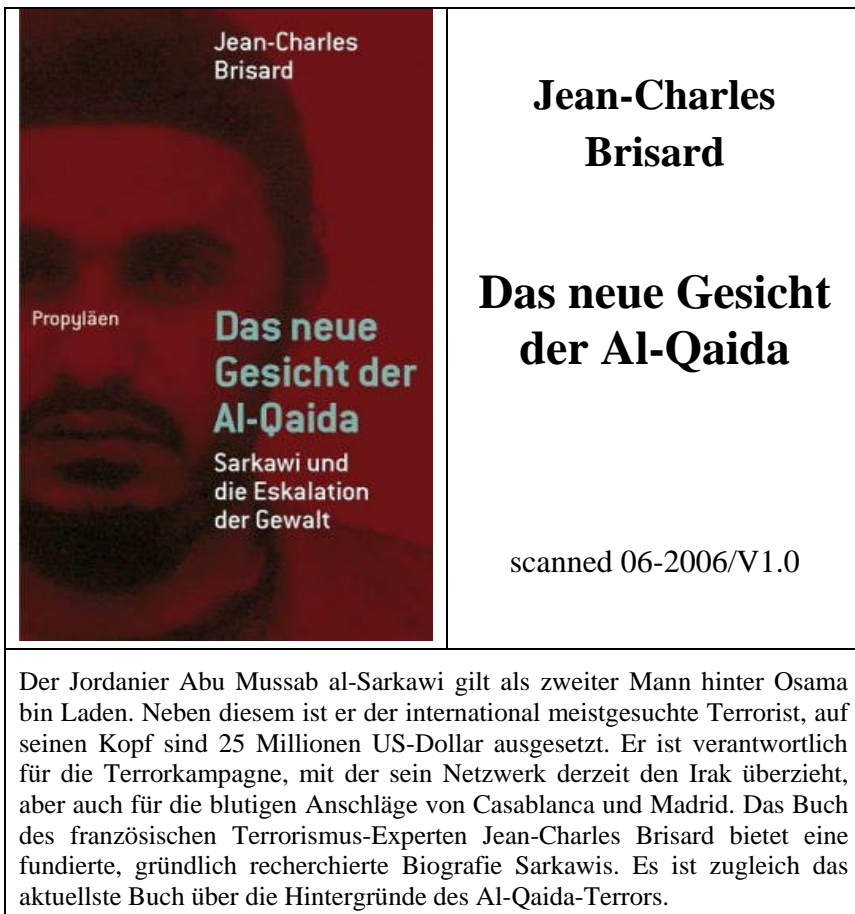 Jean-Charles
Brisard
Propyläen
Das neue
Gesicht der
Al-Qaida
Sarkawi und
die Eskalation
der Gewalt
Jean-Charles
Brisard
Das neue Gesicht
der Al-Qaida
scanned 06-2006/V1.0
Der Jordanier Abu Mussab al-Sarkawi gilt als zweiter Mann hinter Osama
bin Laden. Neben diesem ist er der international meistgesuchte Terrorist, auf
seinen Kopf sind 25 Millionen US-Dollar ausgesetzt. Er ist verantwortlich
für die Terrorkampagne, mit der sein Netzwerk derzeit den Irak überzieht,
aber auch für die blutigen Anschläge von Casablanca und Madrid. Das Buch
des französischen Terrorismus-Experten Jean-Charles Brisard bietet eine
fundierte, gründlich recherchierte Biografie Sarkawis. Es ist zugleich das
aktuellste Buch über die Hintergründe des Al-Qaida-Terrors.